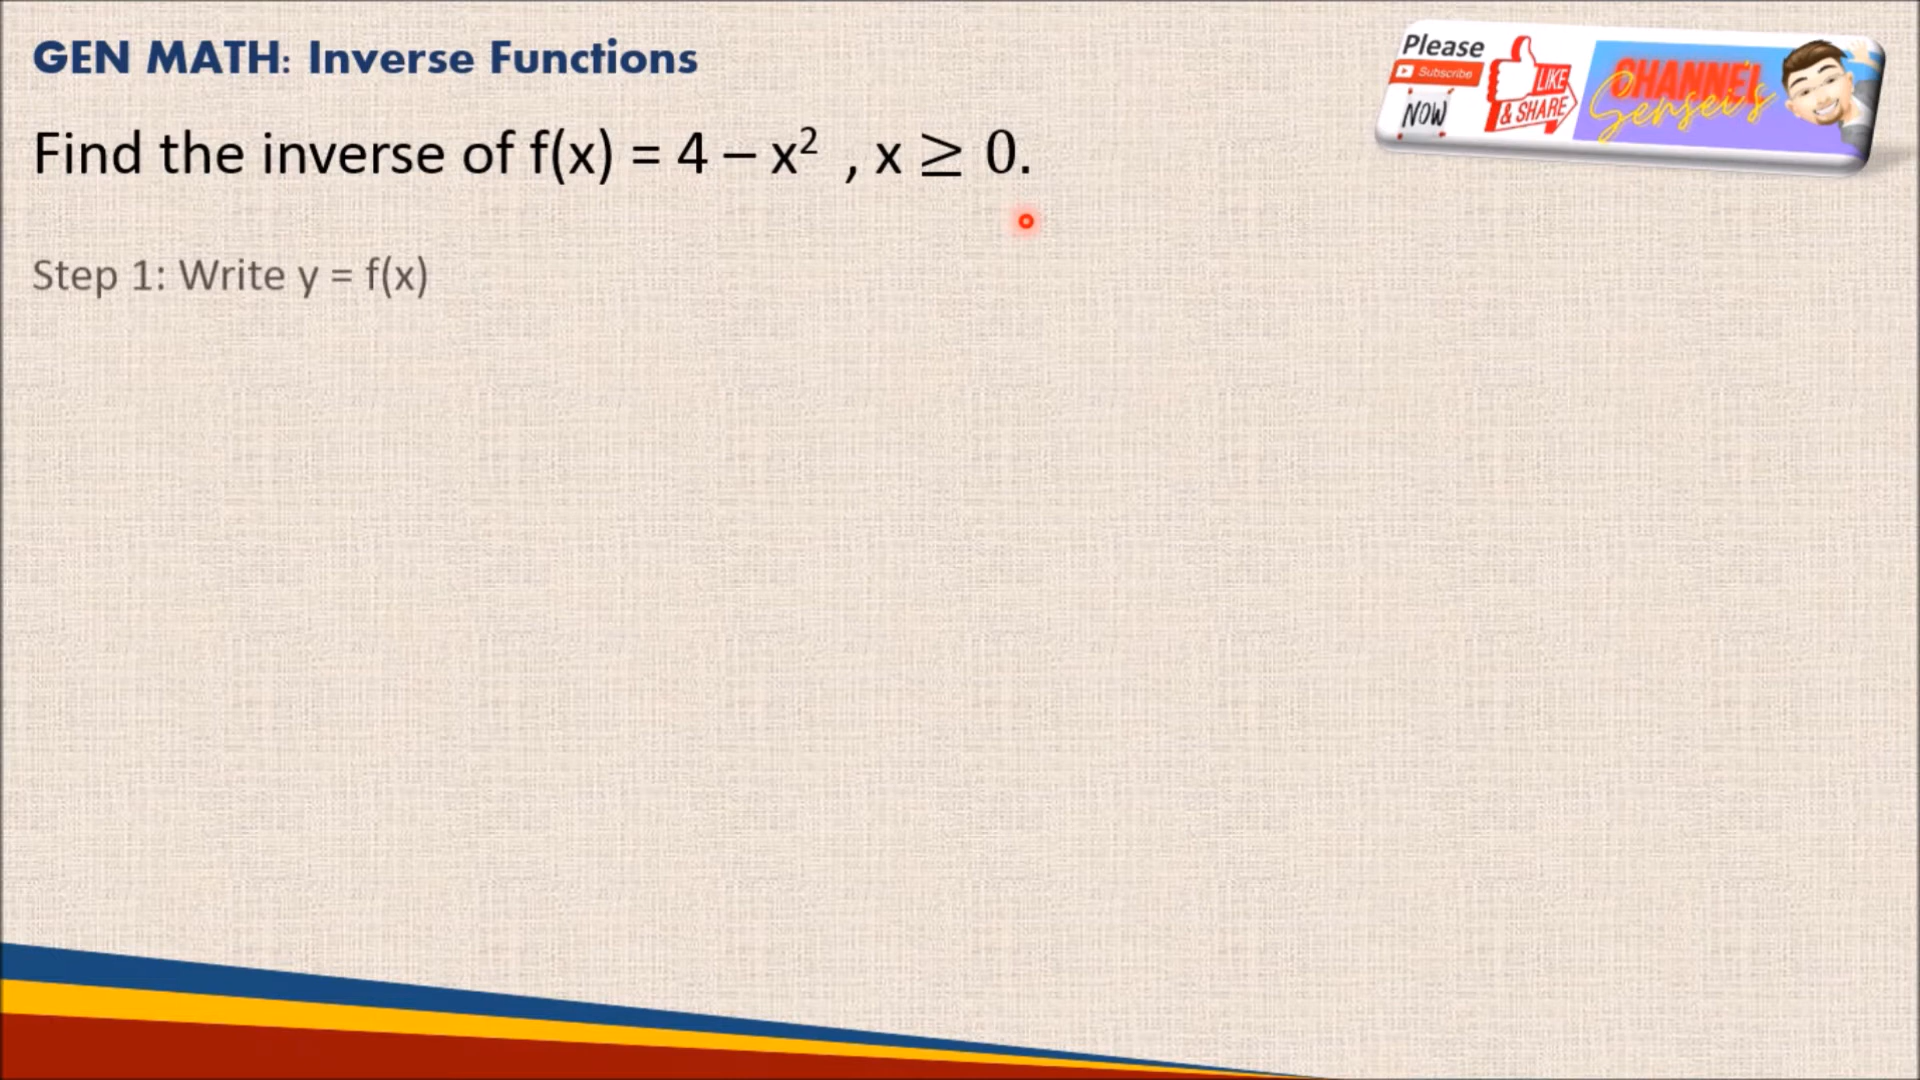 GEN MATH: Inverse Functions
Find the inverse of f(x) = 4 – x² , x ≥ 0.
Step 1: Write y = f(x)
Please
Subscribe
NOW
LIKE
& SHARE
CHANNEL
Sensei's